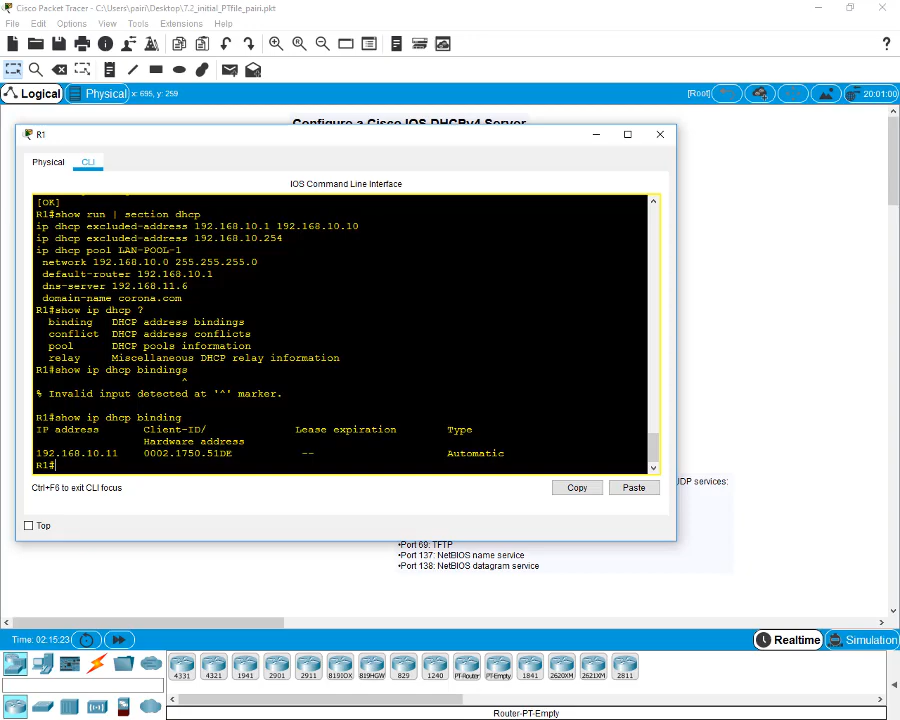 Cisco Packet Tracer - C:\Users\pairi\Desktop\7.2_initial_PTfile_pairi.pkt
File Edit Options View Tools Extensions Help
?
Logical Physical x: 695, y: 259 [Root] 20:01:00
Configure a Cisco IOS DHCPv4 Server
R1
Physical CLI
IOS Command Line Interface
[OK]
R1#show run | section dhcp
ip dhcp excluded-address 192.168.10.1 192.168.10.10
ip dhcp excluded-address 192.168.10.254
ip dhcp pool LAN-POOL-1
network 192.168.10.0 255.255.255.0
default-router 192.168.10.1
dns-server 192.168.11.6
domain-name corona.com
R1#show ip dhcp ?
binding DHCP address bindings
conflict DHCP address conflicts
pool DHCP pools information
relay Miscellaneous DHCP relay information
R1#show ip dhcp bindings
^
% Invalid input detected at '^' marker.
R1#show ip dhcp binding
IP address Client-ID/ Lease expiration Type
Hardware address
192.168.10.11 0002.1750.51DE -- Automatic
R1#
Ctrl+F6 to exit CLI focus
Copy Paste
UDP services:
Top
•Port 69: TFTP
•Port 137: NetBIOS name service
•Port 138: NetBIOS datagram service
Time: 02:15:23 Realtime Simulation
4331 4321 1941 2901 2911 819IOX 819HGW 829 1240 PT-Router PT-Empty 1841 2620XM 2621XM 2811
Router-PT-Empty